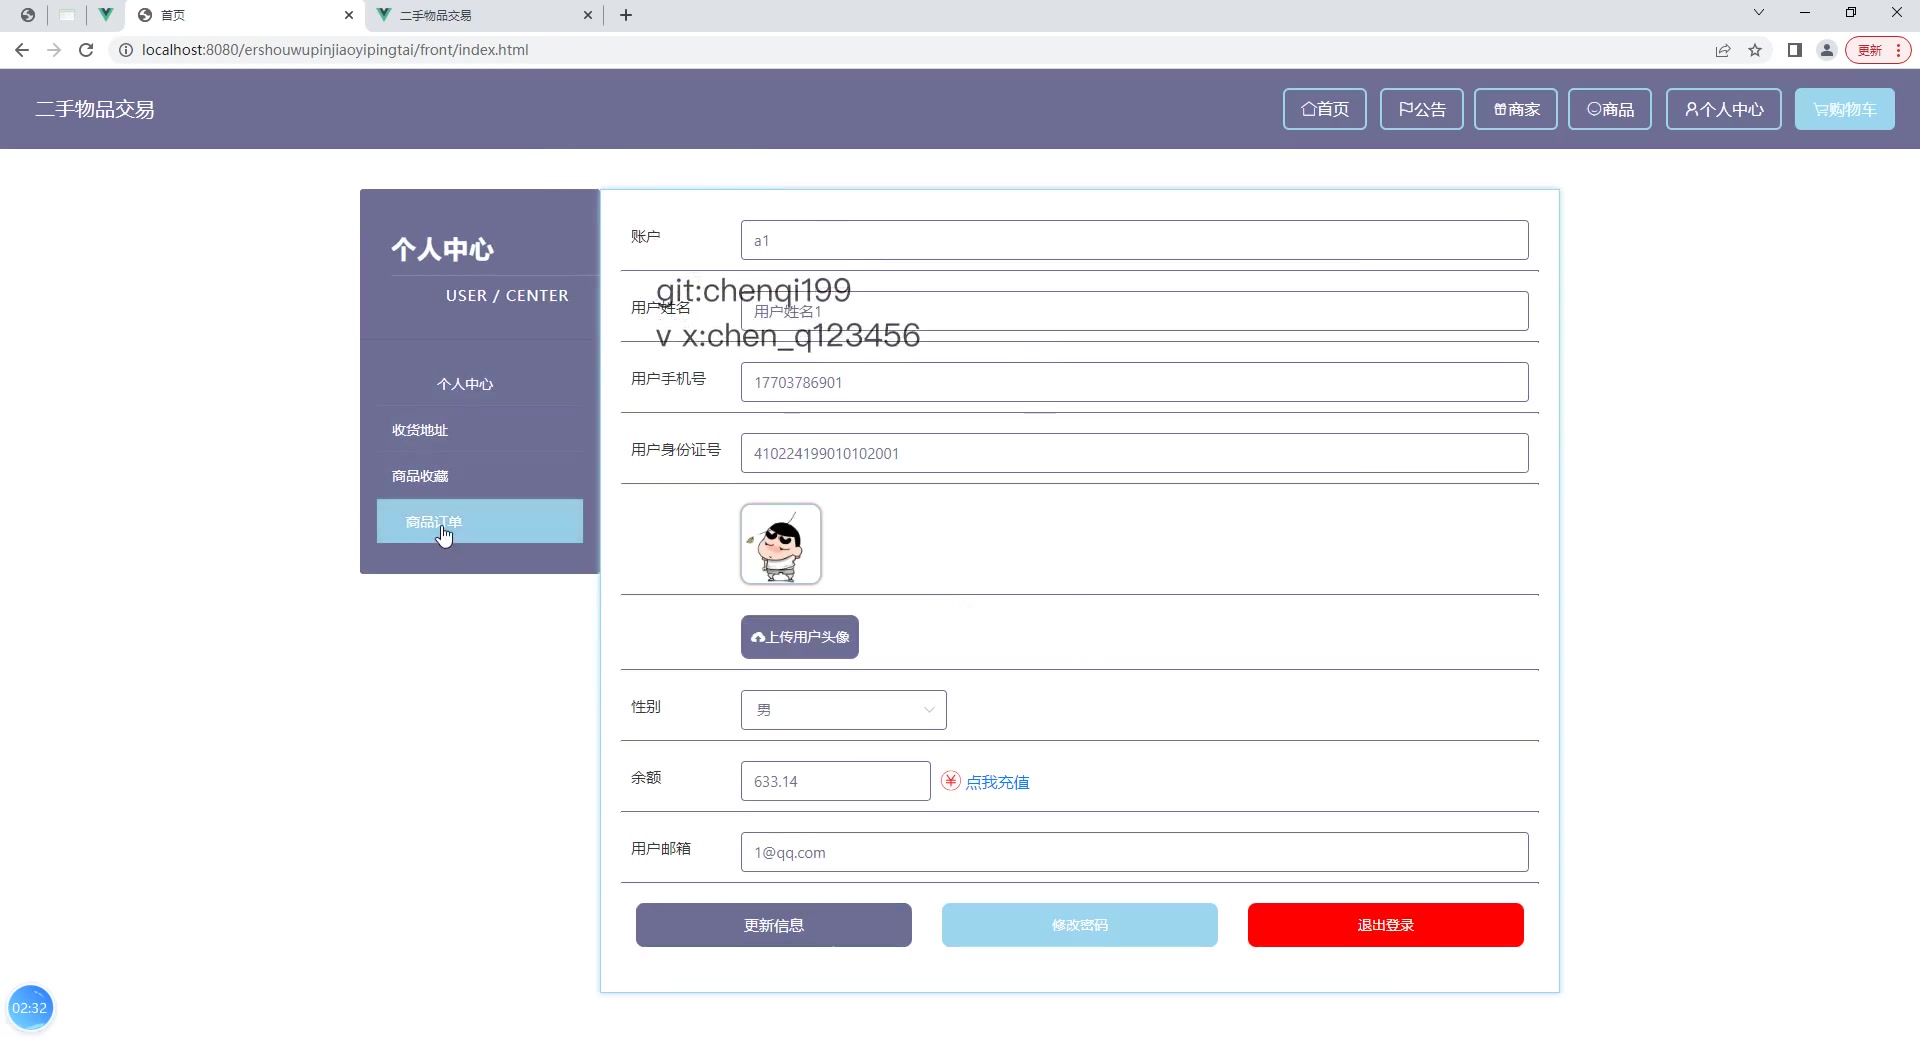 首页
二手物品交易
localhost:8080/ershouwupinjiaoyipingtai/front/index.html
更新
二手物品交易
首页
公告
商家
商品
个人中心
购物车
个人中心
USER / CENTER
个人中心
收货地址
商品收藏
商品订单
账户
a1
git:chenqi199
用户姓名
用户姓名1
v x:chen_q123456
用户手机号
17703786901
用户身份证号
410224199010102001
上传用户头像
性别
男
余额
633.14
点我充值
用户邮箱
1@qq.com
更新信息
修改密码
退出登录
02:32